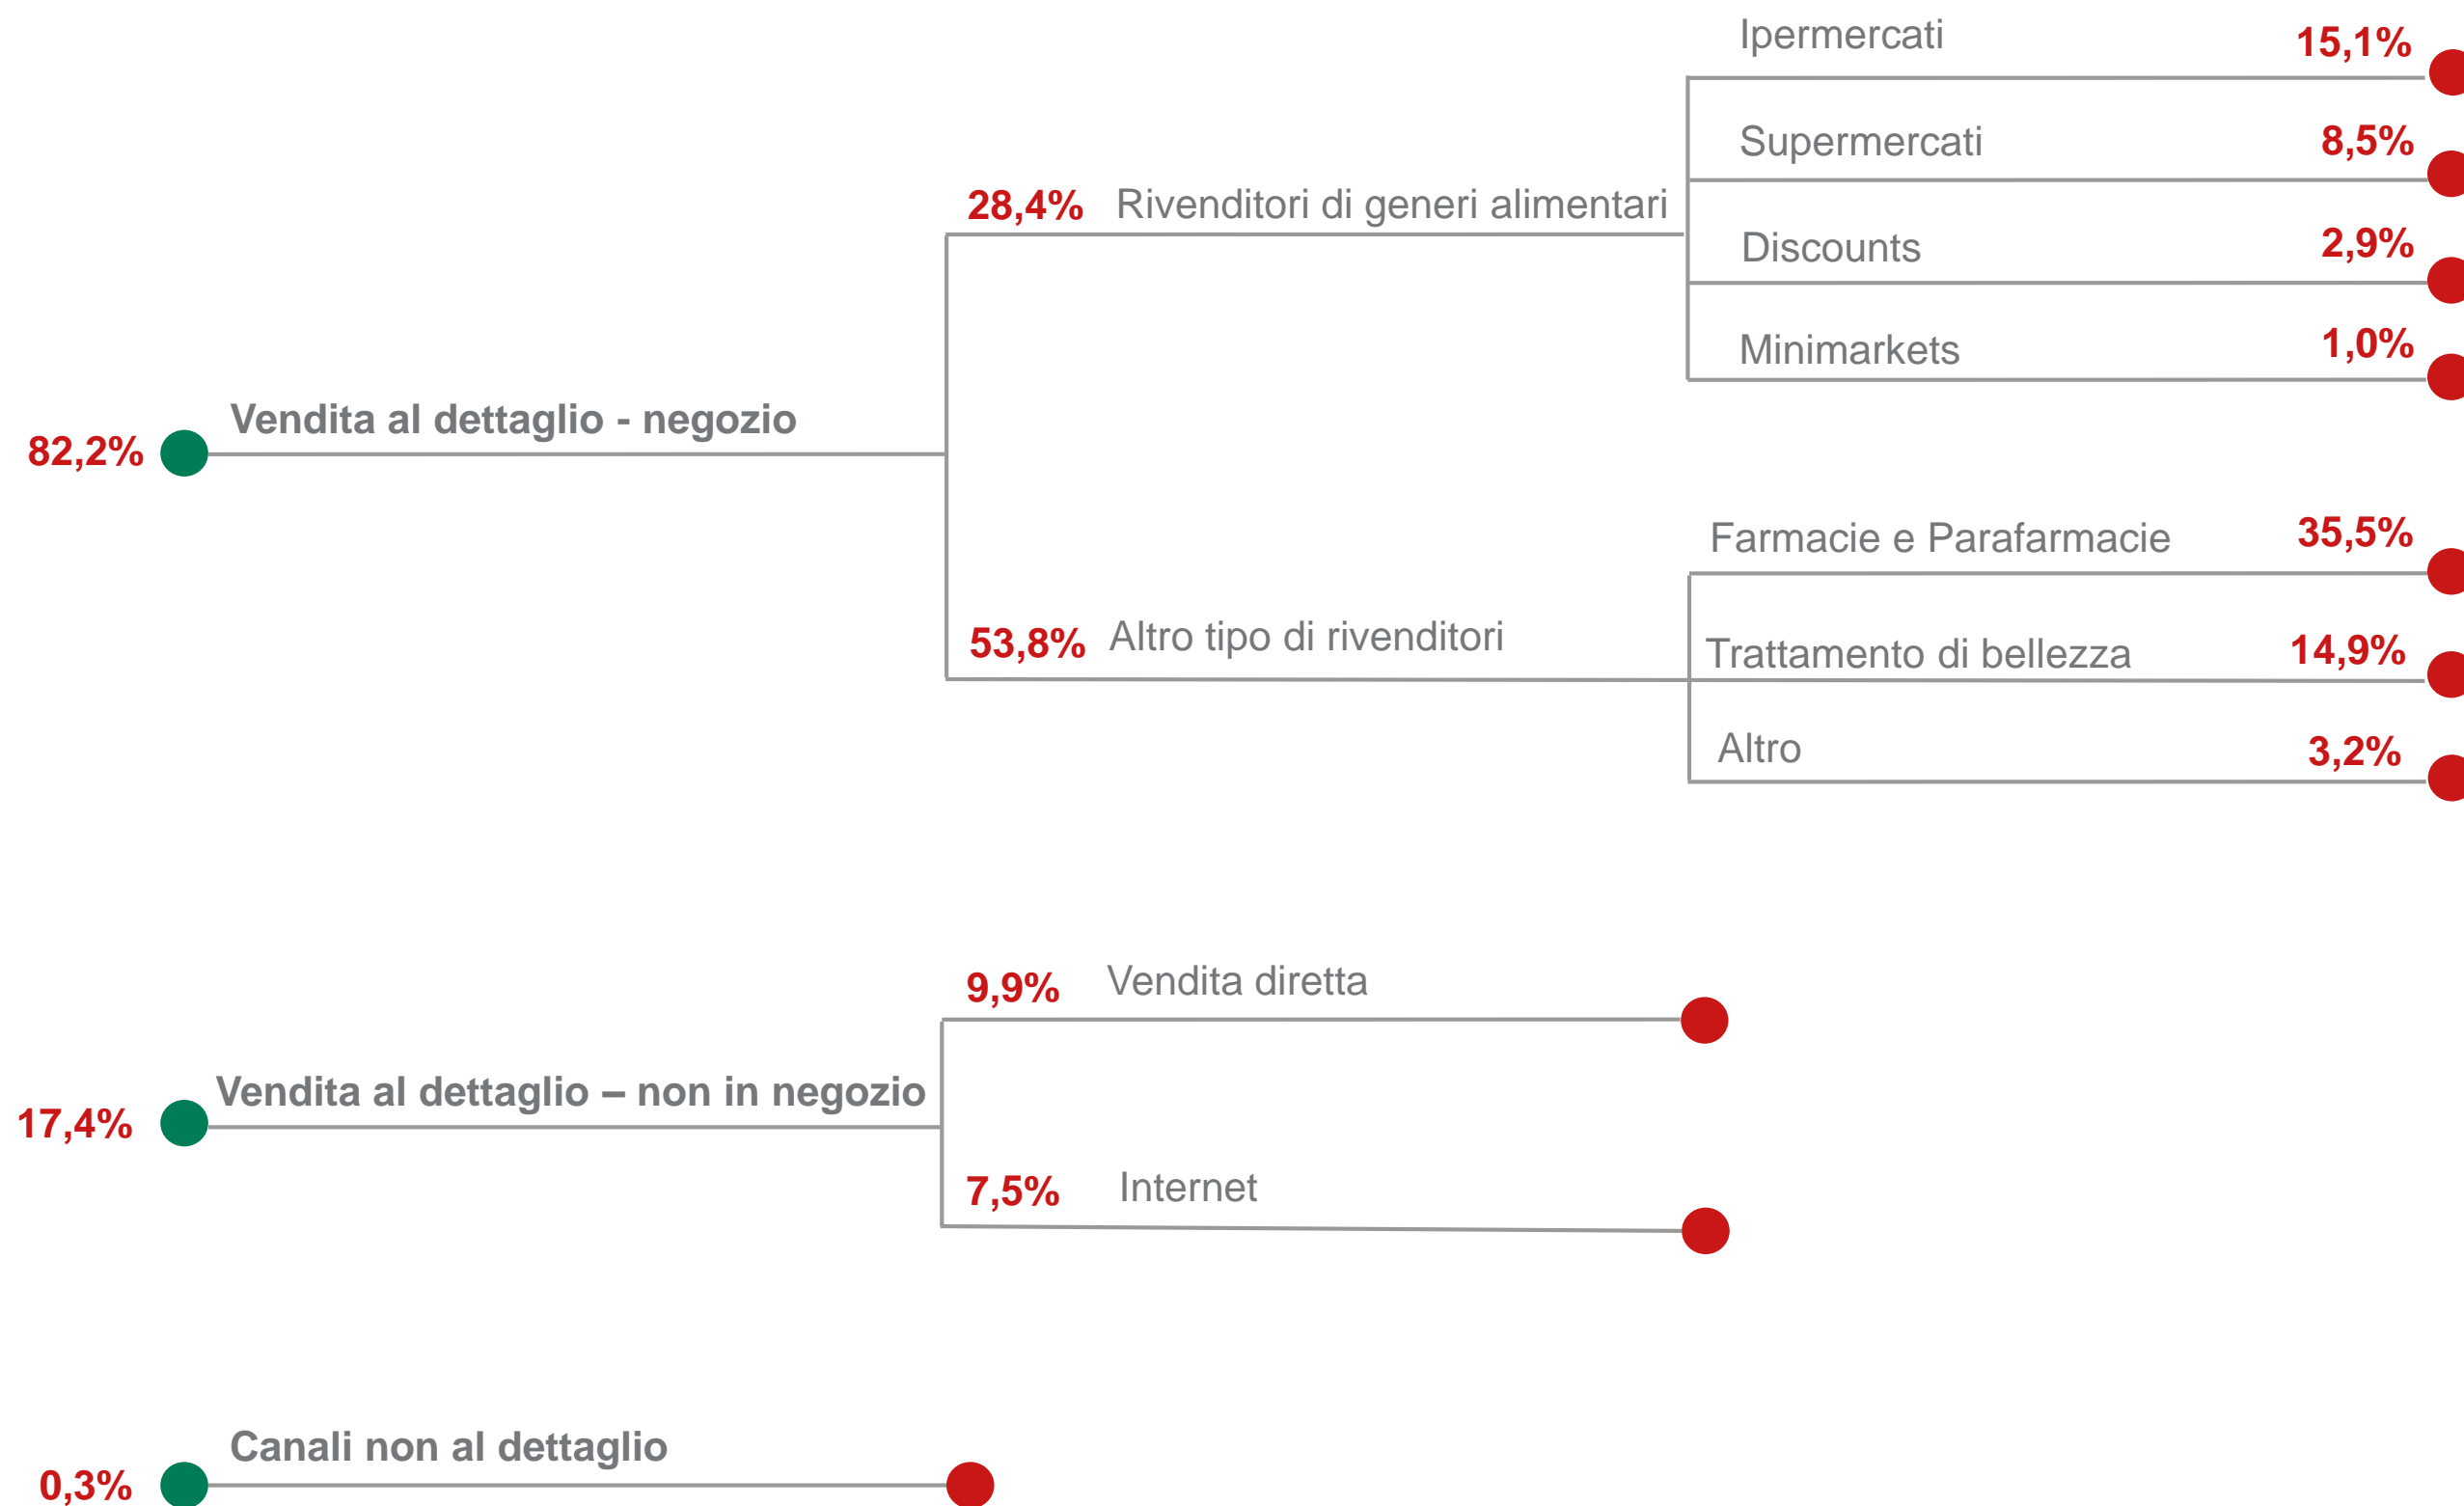 Ipermercati 15,1%
Supermercati 8,5%
28,4% Rivenditori di generi alimentari
Discounts 2,9%
Minimarkets 1,0%
Vendita al dettaglio - negozio
82,2%
Farmacie e Parafarmacie 35,5%
53,8% Altro tipo di rivenditori
Trattamento di bellezza 14,9%
Altro 3,2%
9,9% Vendita diretta
Vendita al dettaglio – non in negozio
17,4%
7,5% Internet
Canali non al dettaglio
0,3%